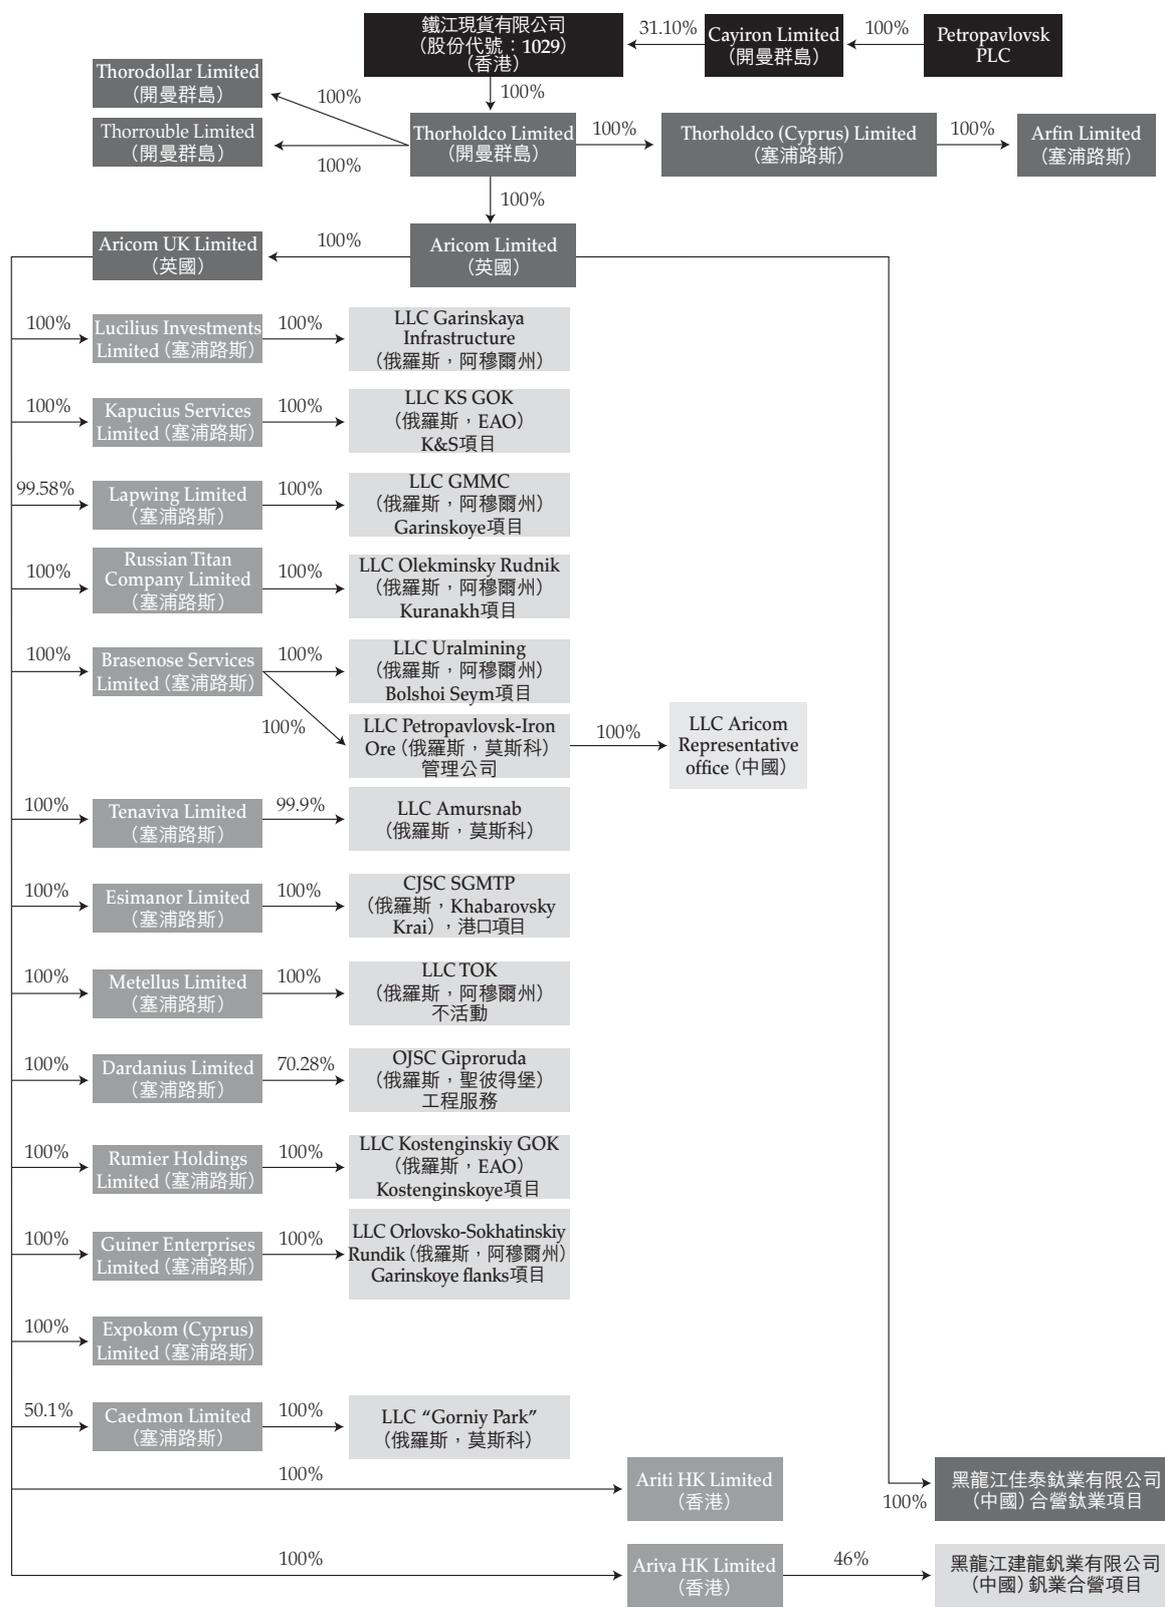 鐵江現貨有限公司
(股份代號：1029)
(香港)
31.10%
Cayiron Limited
(開曼群島)
100%
Petropavlovsk
PLC
100%
Thorodollar Limited
(開曼群島)
100%
Thorrouble Limited
(開曼群島)
100%
Thorholdco Limited
(開曼群島)
100%
Thorholdco (Cyprus) Limited
(塞浦路斯)
100%
Arfin Limited
(塞浦路斯)
100%
Aricom UK Limited
(英國)
100%
Aricom Limited
(英國)
100%
Lucilius Investments
Limited (塞浦路斯)
100%
LLC Garinskaya
Infrastructure
(俄羅斯，阿穆爾州)
100%
Kapucius Services
Limited (塞浦路斯)
100%
LLC KS GOK
(俄羅斯，EAO)
K&S項目
99.58%
Lapwing Limited
(塞浦路斯)
100%
LLC GMMC
(俄羅斯，阿穆爾州)
Garinskoye項目
100%
Russian Titan
Company Limited
(塞浦路斯)
100%
LLC Olekminsky Rudnik
(俄羅斯，阿穆爾州)
Kuranakh項目
100%
Brasenose Services
Limited (塞浦路斯)
100%
LLC Uralmining
(俄羅斯，阿穆爾州)
Bolshoi Seym項目
100%
LLC Petropavlovsk-Iron
Ore (俄羅斯，莫斯科)
管理公司
100%
LLC Aricom
Representative
office (中國)
100%
Tenaviva Limited
(塞浦路斯)
99.9%
LLC Amursnab
(俄羅斯，莫斯科)
100%
Esimanor Limited
(塞浦路斯)
100%
CJSC SGMTP
(俄羅斯，Khabarovsky
Krai)，港口項目
100%
Metellus Limited
(塞浦路斯)
100%
LLC TOK
(俄羅斯，阿穆爾州)
不活動
100%
Dardanius Limited
(塞浦路斯)
70.28%
OJSC Giproruda
(俄羅斯，聖彼得堡)
工程服務
100%
Rumier Holdings
Limited (塞浦路斯)
100%
LLC Kostenginskiy GOK
(俄羅斯，EAO)
Kostenginskoye項目
100%
Guiner Enterprises
Limited (塞浦路斯)
100%
LLC Orlovsko-Sokhatinskiy
Rundik (俄羅斯，阿穆爾州)
Garinskoye flanks項目
100%
Expokom (Cyprus)
Limited (塞浦路斯)
50.1%
Caedmon Limited
(塞浦路斯)
100%
LLC “Gorniy Park”
(俄羅斯，莫斯科)
100%
Ariti HK Limited
(香港)
100%
黑龍江佳泰鈦業有限公司
(中國) 合營鈦業項目
100%
Ariva HK Limited
(香港)
46%
黑龍江建龍釩業有限公司
(中國) 釩業合營項目